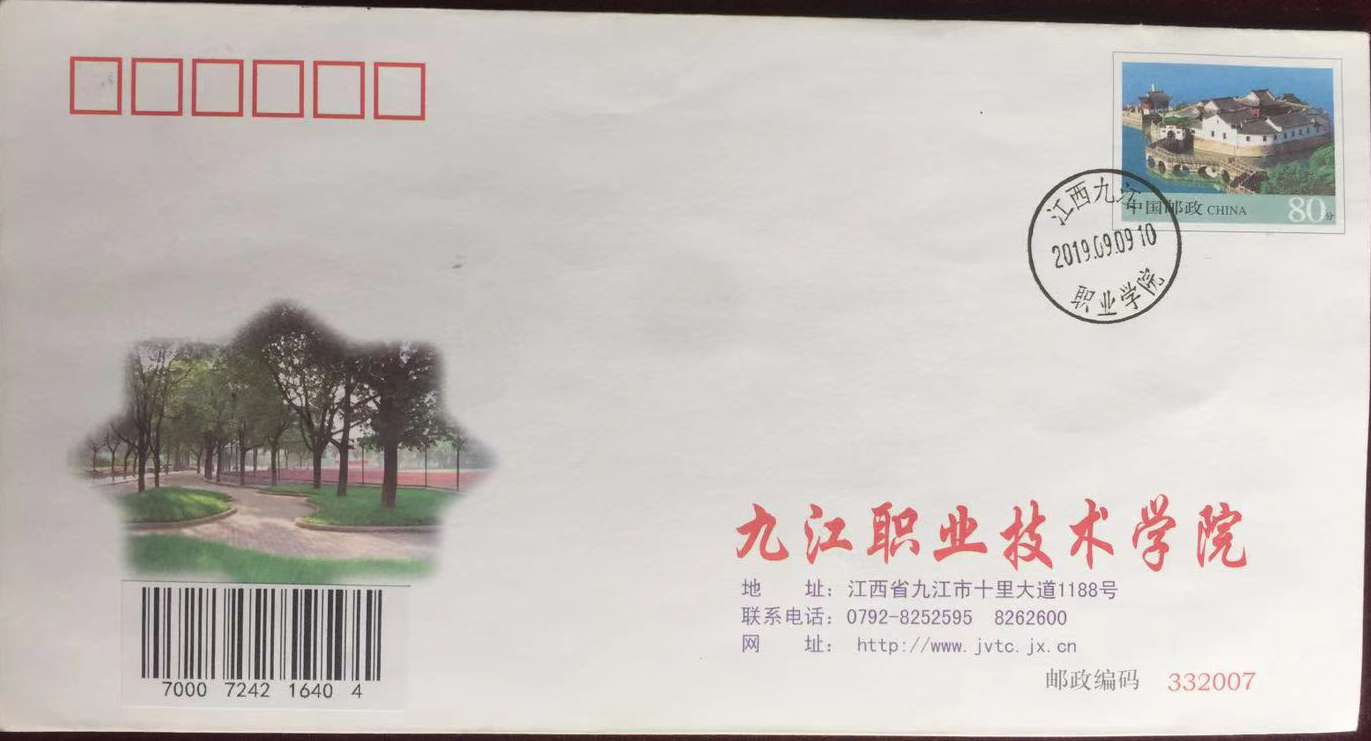 中国邮政 CHINA 80分
江西九江
2019.09.09 10
职业学院
九江职业技术学院
地 址：江西省九江市十里大道1188号
联系电话：0792-8252595 8262600
网 址： http://www.jvtc.jx.cn
邮政编码 332007
7000 7242 1640 4